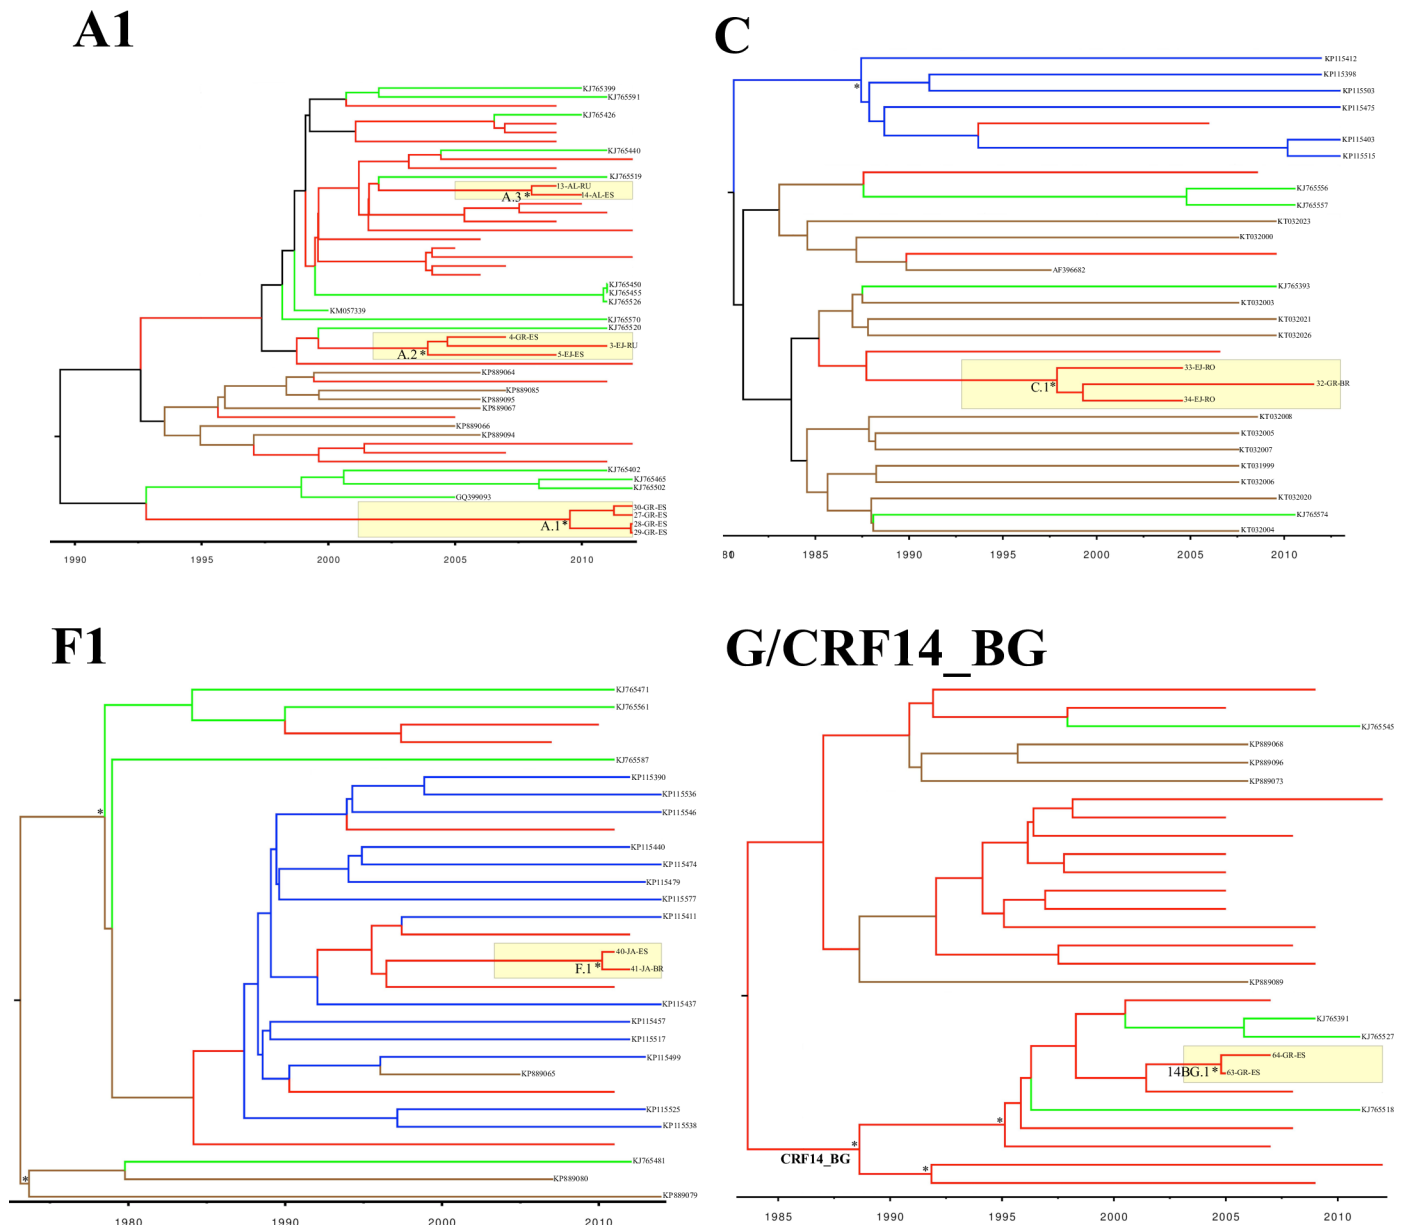 A1
KJ765399
KJ765591
KJ765426
KJ765440
KJ765519
13-AL-RU
A.3 *
14-AL-ES
KJ765450
KJ765455
KJ765526
KM057339
KJ765570
KJ765520
4-GR-ES
3-EJ-RU
A.2 *
5-EJ-ES
KP889064
KP889085
KP889095
KP889067
KP889066
KP889094
KJ765402
KJ765465
KJ765502
GQ399093
30-GR-ES
27-GR-ES
A.1*
28-GR-ES
29-GR-ES
1990 1995 2000 2005 2010
C
KP115412
KP115398
*
KP115503
KP115475
KP115403
KP115515
KJ765556
KJ765557
KT032023
KT032000
AF396682
KJ765393
KT032003
KT032021
KT032026
33-EJ-RO
C.1*
32-GR-BR
34-EJ-RO
KT032008
KT032005
KT032007
KT031999
KT032006
KT032020
KJ765574
KT032004
1985 1990 1995 2000 2005 2010
F1
KJ765471
KJ765561
KJ765587
KP115390
KP115536
*
KP115546
KP115440
KP115474
KP115479
KP115577
KP115411
40-JA-ES
F.1*
41-JA-BR
KP115437
KP115457
KP115517
KP115499
KP889065
KP115525
KP115538
KJ765481
*
KP889080
KP889079
1980 1990 2000 2010
G/CRF14_BG
KJ765545
KP889068
KP889096
KP889073
KP889089
KJ765391
KJ765527
64-GR-ES
14BG.1*
63-GR-ES
KJ765518
*
*
CRF14_BG
*
1985 1990 1995 2000 2005 2010